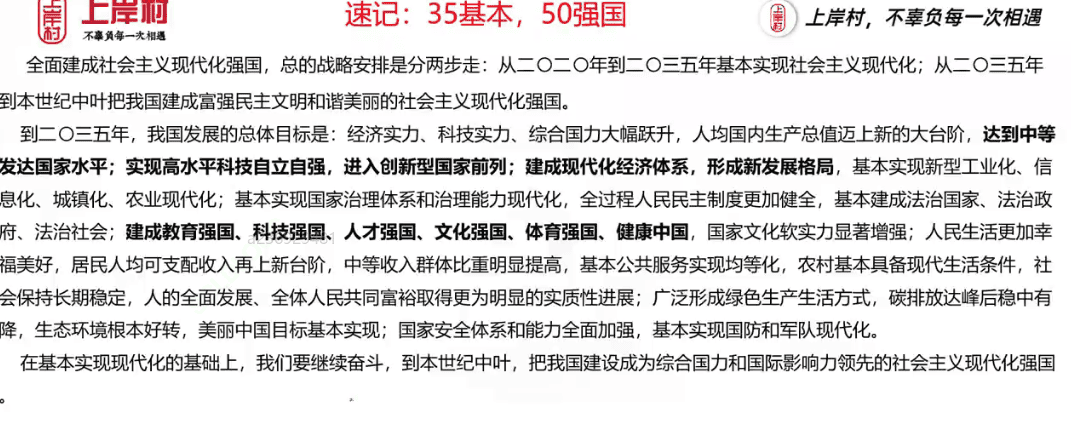 上岸村
不辜负每一次相遇
速记：35基本，50强国
上岸村
上岸村，不辜负每一次相遇
全面建成社会主义现代化强国，总的战略安排是分两步走：从二〇二〇年到二〇三五年基本实现社会主义现代化；从二〇三五年
到本世纪中叶把我国建成富强民主文明和谐美丽的社会主义现代化强国。
到二〇三五年，我国发展的总体目标是：经济实力、科技实力、综合国力大幅跃升，人均国内生产总值迈上新的大台阶，达到中等
发达国家水平；实现高水平科技自立自强，进入创新型国家前列；建成现代化经济体系，形成新发展格局，基本实现新型工业化、信
息化、城镇化、农业现代化；基本实现国家治理体系和治理能力现代化，全过程人民民主制度更加健全，基本建成法治国家、法治政
府、法治社会；建成教育强国、科技强国、人才强国、文化强国、体育强国、健康中国，国家文化软实力显著增强；人民生活更加幸
福美好，居民人均可支配收入再上新台阶，中等收入群体比重明显提高，基本公共服务实现均等化，农村基本具备现代生活条件，社
会保持长期稳定，人的全面发展、全体人民共同富裕取得更为明显的实质性进展；广泛形成绿色生产生活方式，碳排放达峰后稳中有
降，生态环境根本好转，美丽中国目标基本实现；国家安全体系和能力全面加强，基本实现国防和军队现代化。
在基本实现现代化的基础上，我们要继续奋斗，到本世纪中叶，把我国建设成为综合国力和国际影响力领先的社会主义现代化强国
。